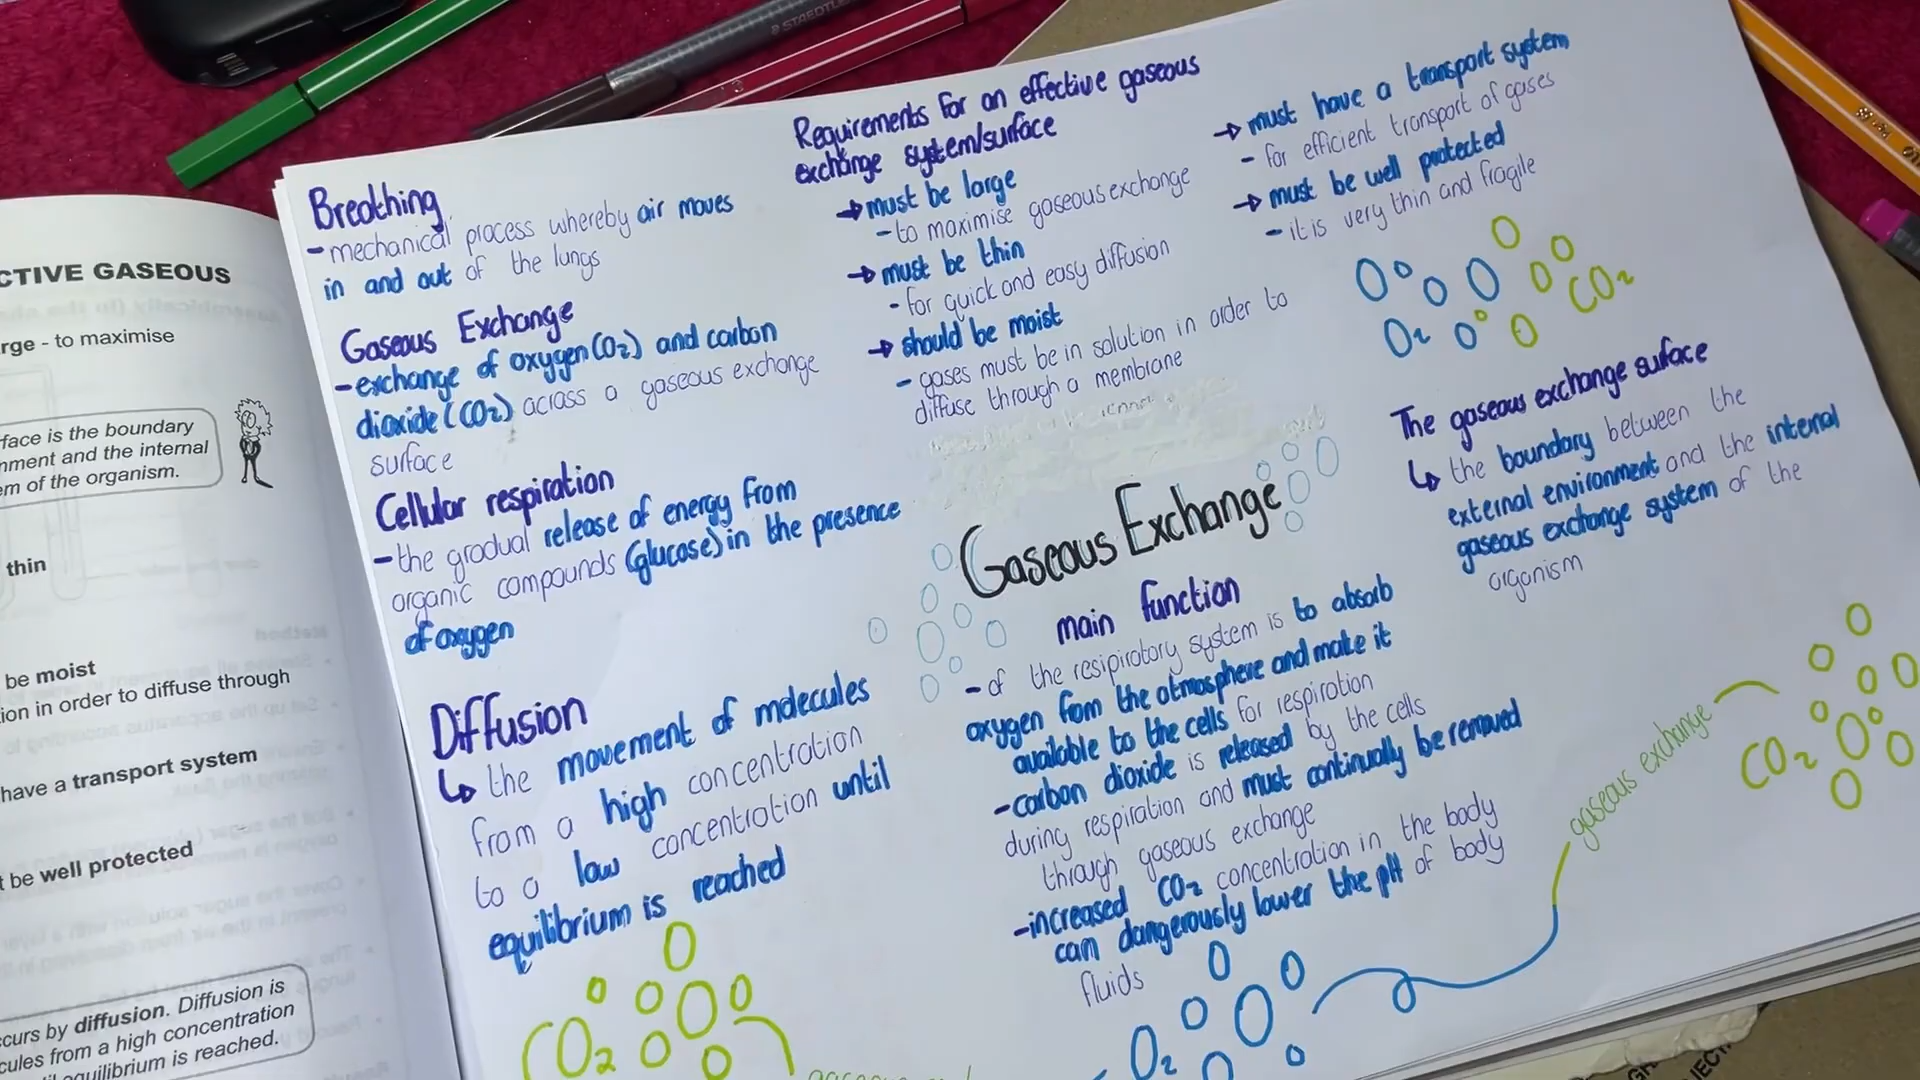 CTIVE GASEOUS
rge - to maximise
face is the boundary
nment and the internal
em of the organism.
thin
be moist
ion in order to diffuse through
have a transport system
t be well protected
ccurs by diffusion. Diffusion is
cules from a high concentration
equilibrium is reached.
Breathing
- mechanical process whereby air moves
in and out of the lungs
Gaseous Exchange
- exchange of oxygen (O2) and carbon
dioxide (CO2) across a gaseous exchange
surface
Cellular respiration
- the gradual release of energy from
organic compounds (glucose) in the presence
of oxygen
Diffusion
↳ the movement of molecules
from a high concentration
to a low concentration until
equilibrium is reached
CO2
Requirements for an effective gaseous
exchange system/surface
→ must be large
- to maximise gaseous exchange
→ must be thin
- for quick and easy diffusion
→ should be moist
- gases must be in solution in order to
diffuse through a membrane
→ must have a transport system
- for efficient transport of gases
→ must be well protected
- it is very thin and fragile
O2
CO2
Gaseous Exchange
main function
- of the resipiratory system is to absorb
oxygen from the atmosphere and make it
available to the cells for respiration
- carbon dioxide is released by the cells
during respiration and must continually be removed
through gaseous exchange
- increased CO2 concentration in the body
can dangerously lower the pH of body
fluids
O2
The gaseous exchange surface
↳ the boundary between the
external environment and the internal
gaseous exchange system of the
organism
gaseous exchange
CO2
STAEDTLER